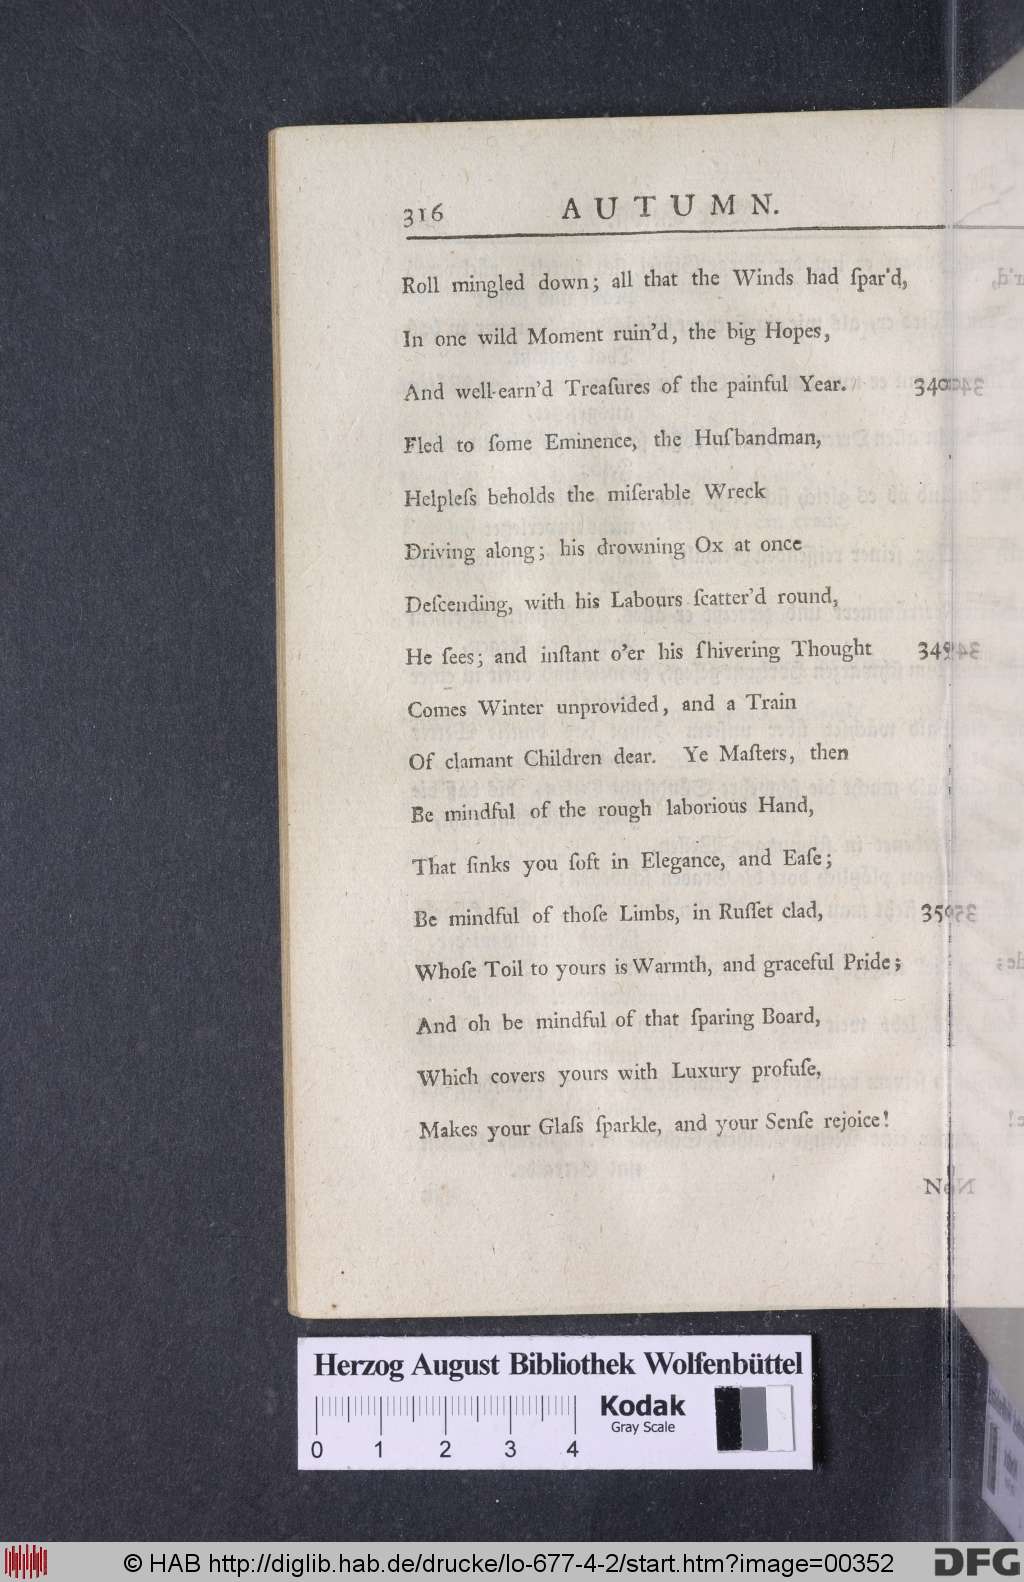 316 AUTUMN.
Roll mingled down; all that the Winds had ſpar'd,
In one wild Moment ruin'd, the big Hopes,
And well-earn'd Treaſures of the painful Year. 340
Fled to ſome Eminence, the Huſbandman,
Helpleſs beholds the miſerable Wreck
Driving along; his drowning Ox at once
Deſcending, with his Labours ſcatter'd round,
He ſees; and inſtant o'er his ſhivering Thought 345
Comes Winter unprovided, and a Train
Of clamant Children dear. Ye Maſters, then
Be mindful of the rough laborious Hand,
That ſinks you ſoft in Elegance, and Eaſe;
Be mindful of thoſe Limbs, in Ruſſet clad, 350
Whoſe Toil to yours is Warmth, and graceful Pride;
And oh be mindful of that ſparing Board,
Which covers yours with Luxury profuſe,
Makes your Glaſs ſparkle, and your Senſe rejoice!
Herzog August Bibliothek Wolfenbüttel
Kodak
Gray Scale
0 1 2 3 4
© HAB http://diglib.hab.de/drucke/lo-677-4-2/start.htm?image=00352
DFG